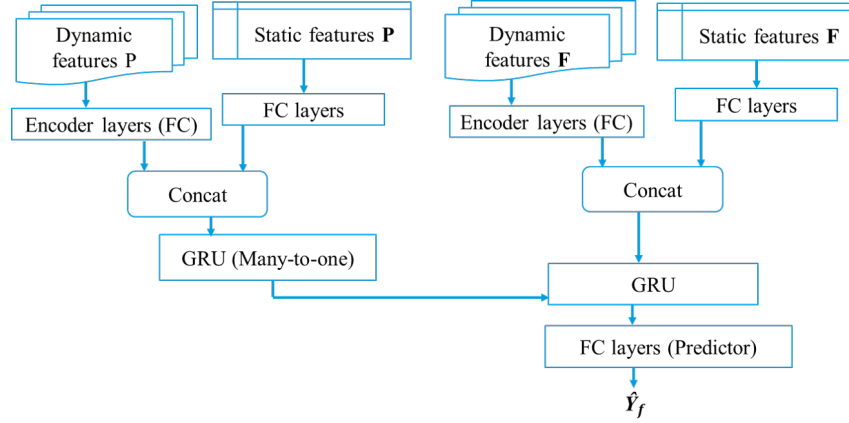 Dynamic
features P
Static features P
Encoder layers (FC)
FC layers
Concat
GRU (Many-to-one)
Dynamic
features F
Static features F
Encoder layers (FC)
FC layers
Concat
GRU
FC layers (Predictor)
Ŷ_f